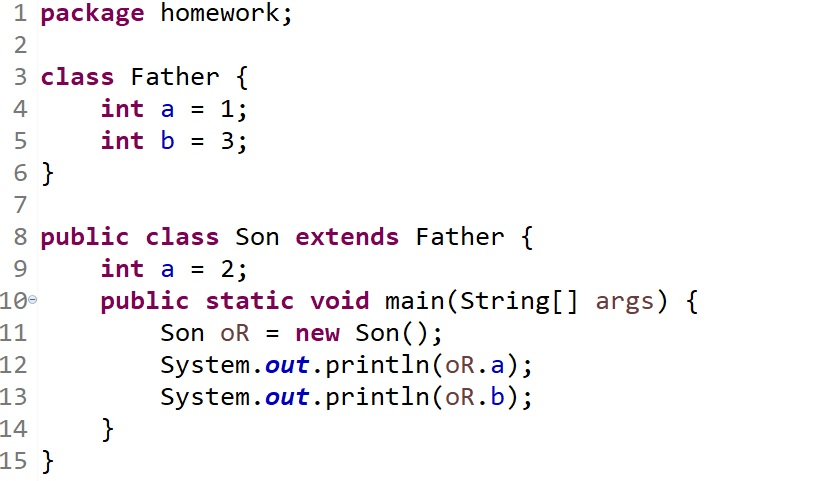 1 package homework;
2
3 class Father {
4     int a = 1;
5     int b = 3;
6 }
7
8 public class Son extends Father {
9     int a = 2;
10     public static void main(String[] args) {
11         Son oR = new Son();
12         System.out.println(oR.a);
13         System.out.println(oR.b);
14     }
15 }